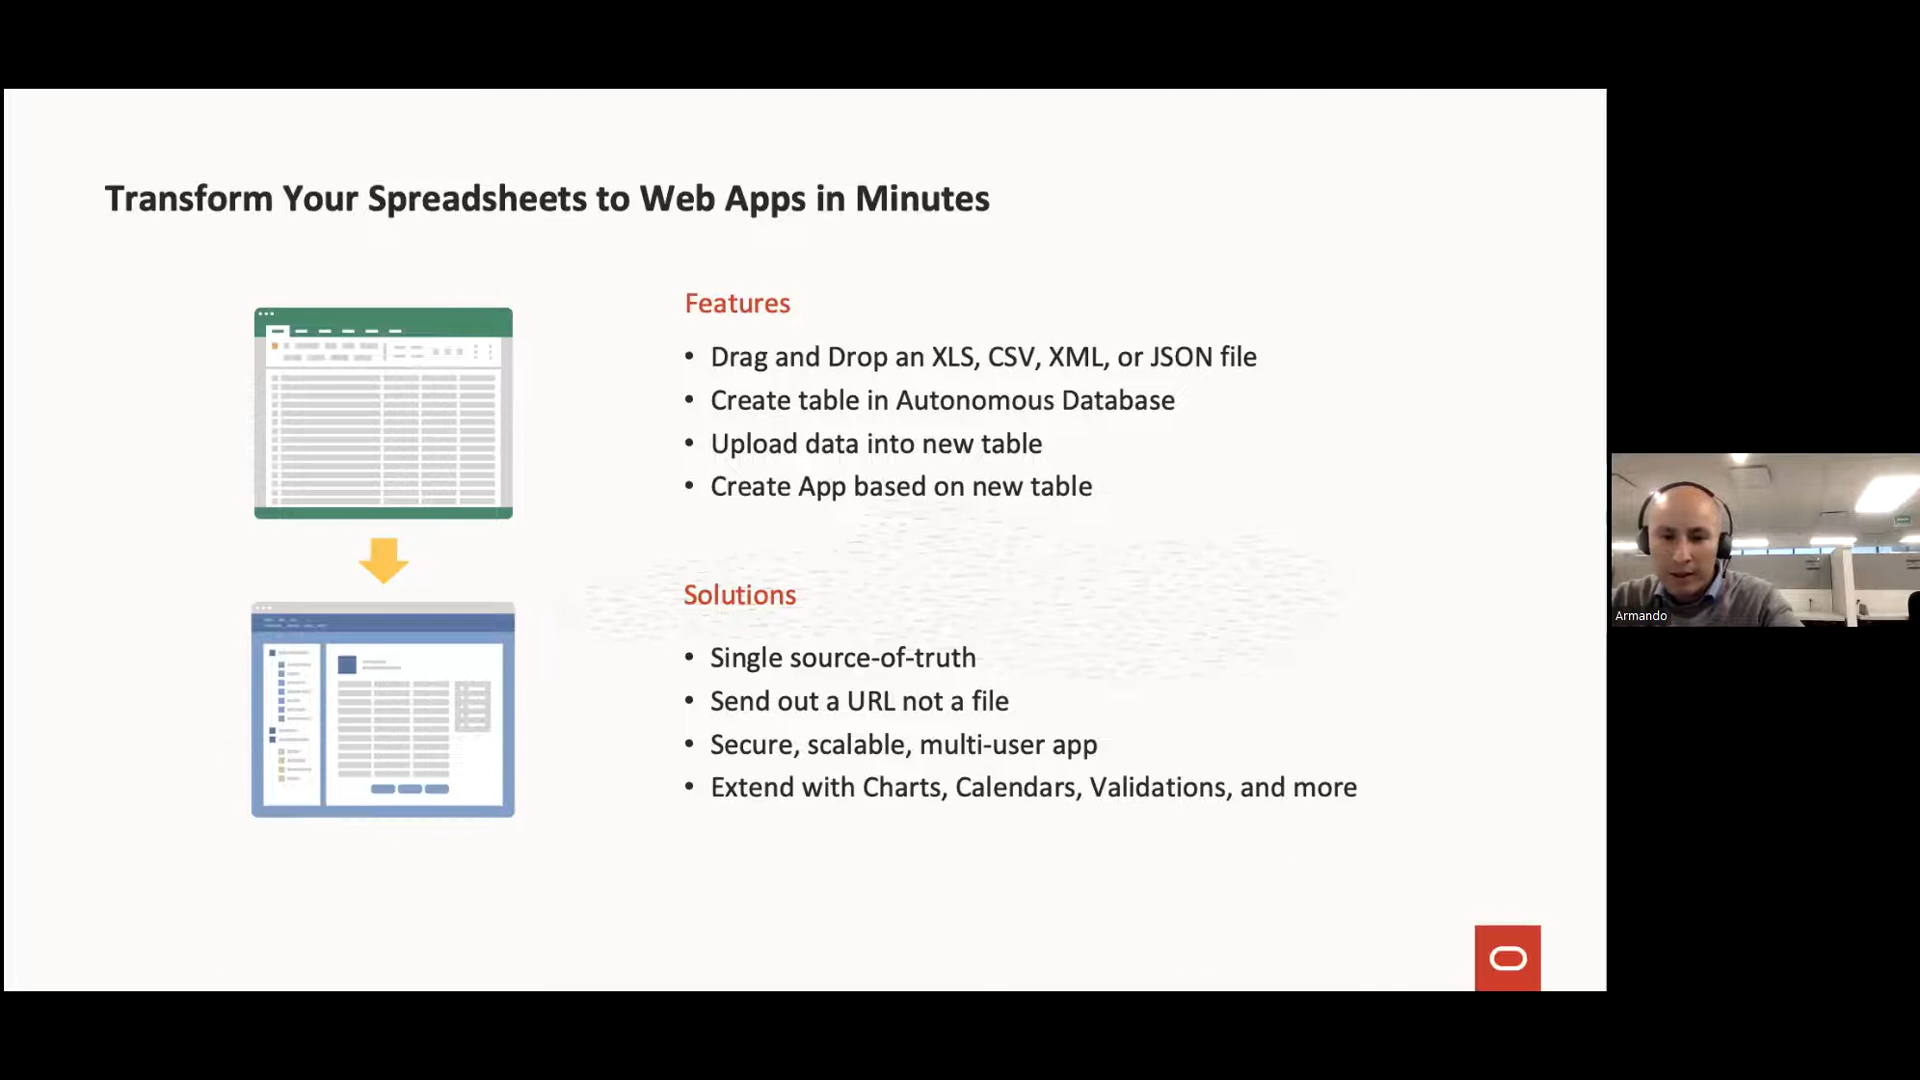 Transform Your Spreadsheets to Web Apps in Minutes
Features
• Drag and Drop an XLS, CSV, XML, or JSON file
• Create table in Autonomous Database
• Upload data into new table
• Create App based on new table
Solutions
• Single source-of-truth
• Send out a URL not a file
• Secure, scalable, multi-user app
• Extend with Charts, Calendars, Validations, and more
Armando